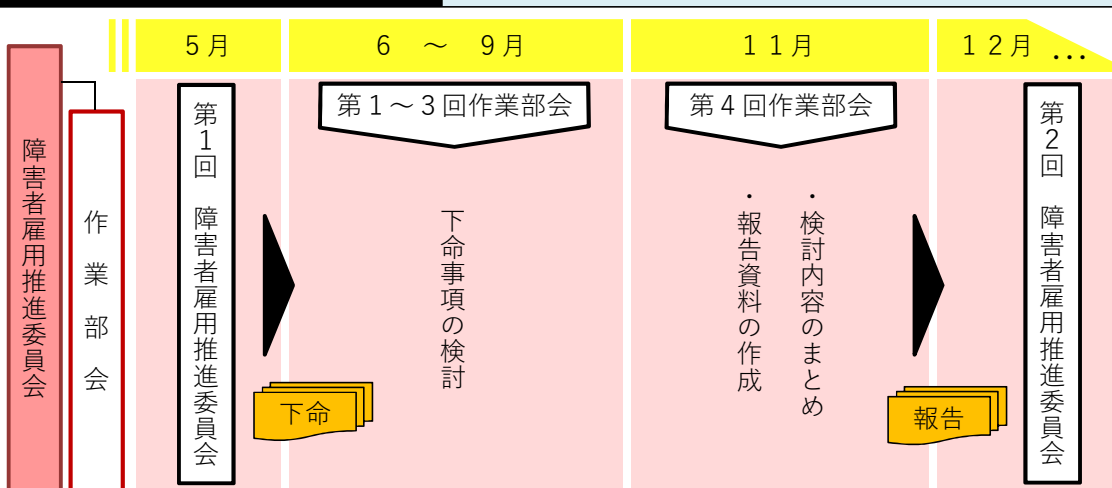 5月
6 ～ 9月
11月
12月 …
障害者雇用推進委員会
作業部会
第1回 障害者雇用推進委員会
第1～3回作業部会
下命事項の検討
下命
第4回作業部会
・検討内容のまとめ
・報告資料の作成
報告
第2回 障害者雇用推進委員会